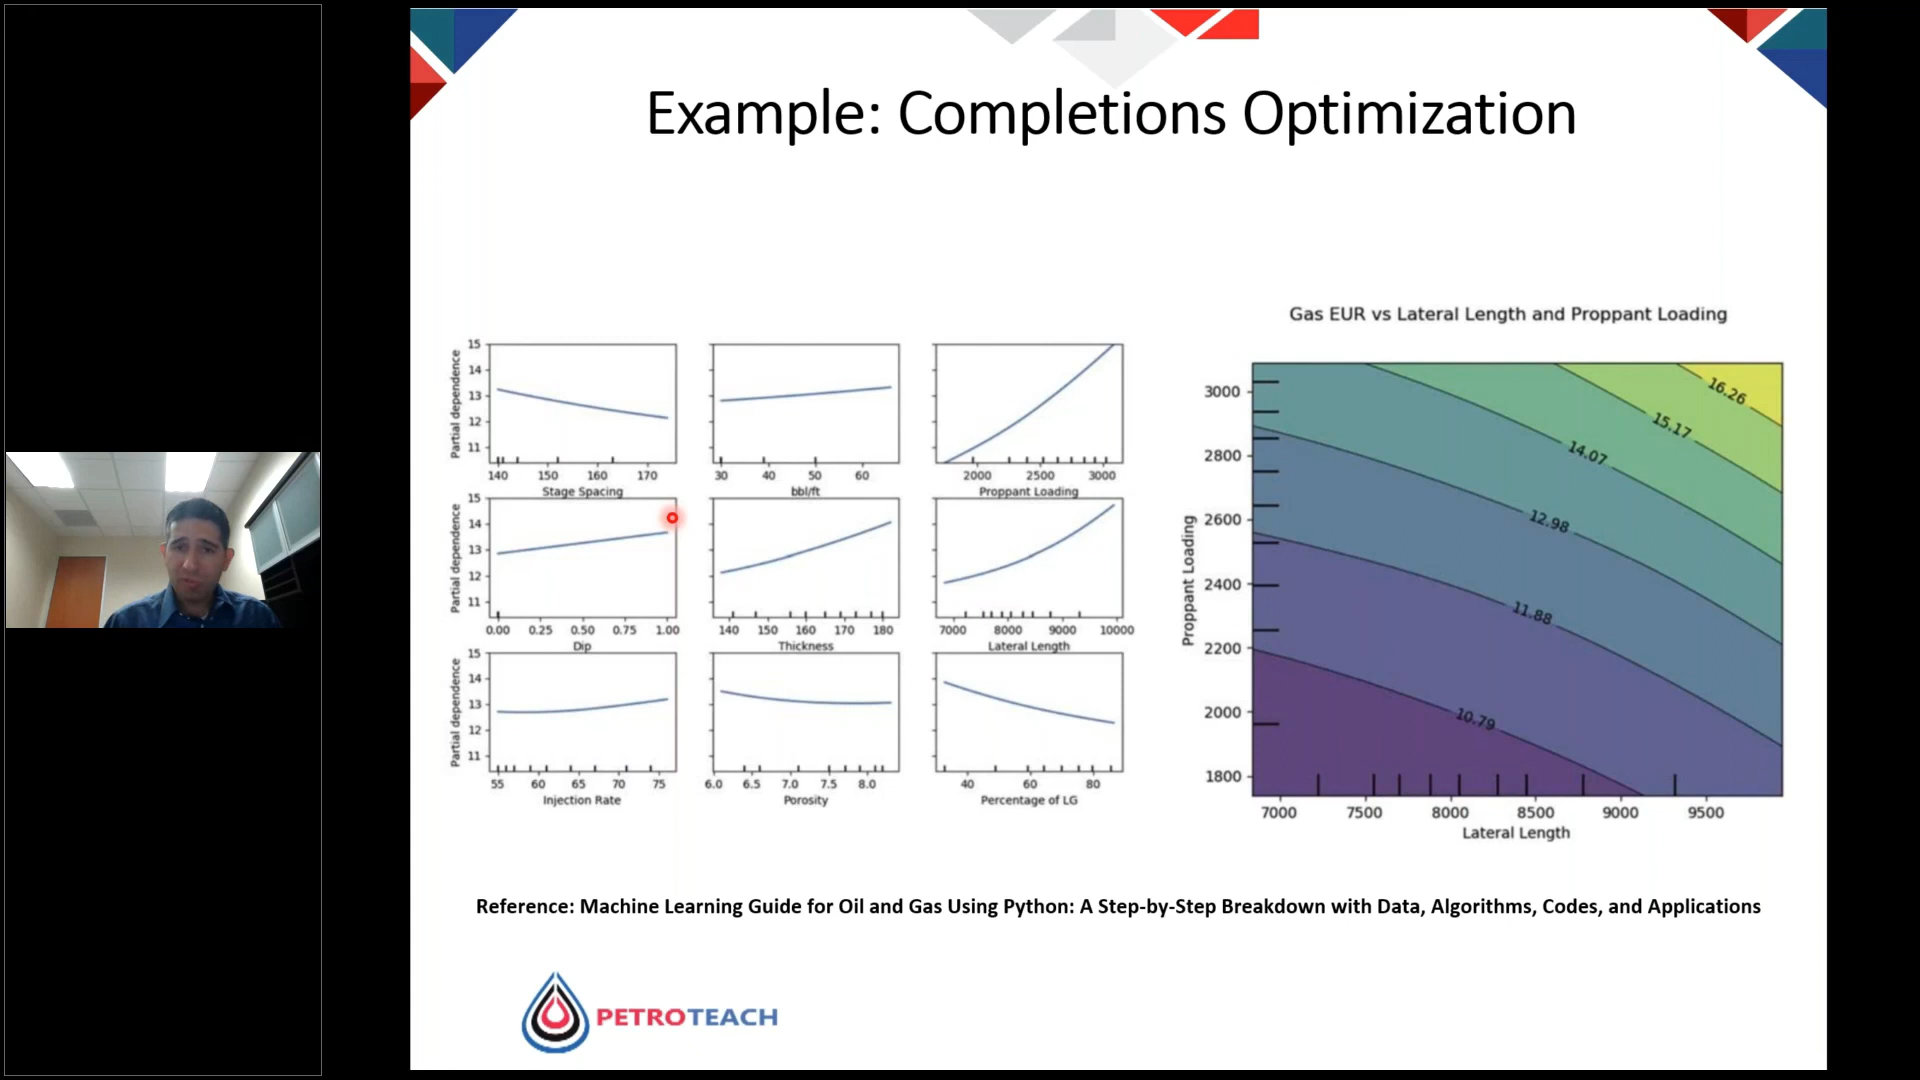 Example: Completions Optimization
Gas EUR vs Lateral Length and Proppant Loading
Partial dependence
15
14
13
12
11
140 150 160 170
Stage Spacing
30 40 50 60
bbl/ft
2000 2500 3000
Proppant Loading
Partial dependence
15
14
13
12
11
0.00 0.25 0.50 0.75 1.00
Dip
140 150 160 170 180
Thickness
7000 8000 9000 10000
Lateral Length
Partial dependence
15
14
13
12
11
55 60 65 70 75
Injection Rate
6.0 6.5 7.0 7.5 8.0
Porosity
40 60 80
Percentage of LG
Proppant Loading
3000
2800
2600
2400
2200
2000
1800
16.26
15.17
14.07
12.98
11.88
10.79
7000 7500 8000 8500 9000 9500
Lateral Length
Reference: Machine Learning Guide for Oil and Gas Using Python: A Step-by-Step Breakdown with Data, Algorithms, Codes, and Applications
PETROTEACH